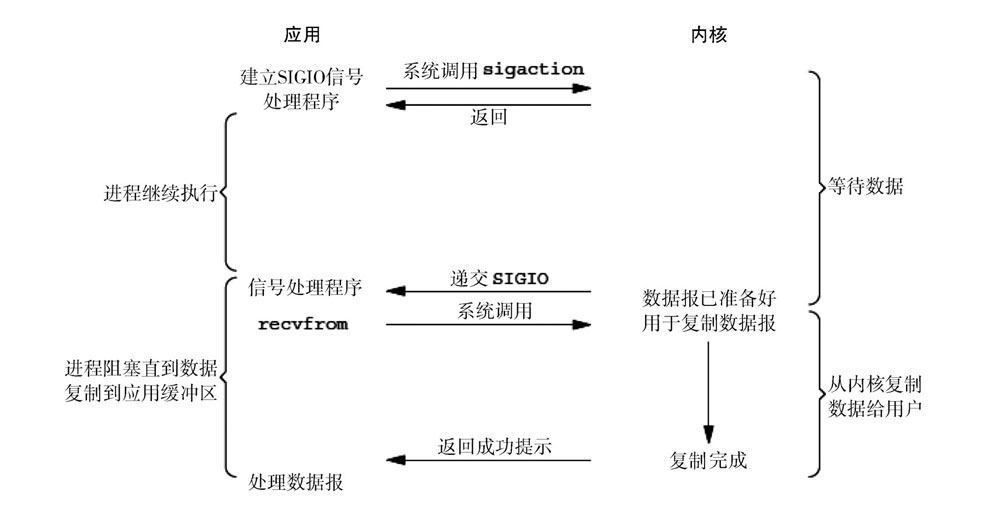 应用
内核
建立SIGIO信号
处理程序
系统调用 sigaction
返回
进程继续执行
等待数据
信号处理程序
递交 SIGIO
数据报已准备好
用于复制数据报
recvfrom
系统调用
进程阻塞直到数据
复制到应用缓冲区
从内核复制
数据给用户
返回成功提示
复制完成
处理数据报